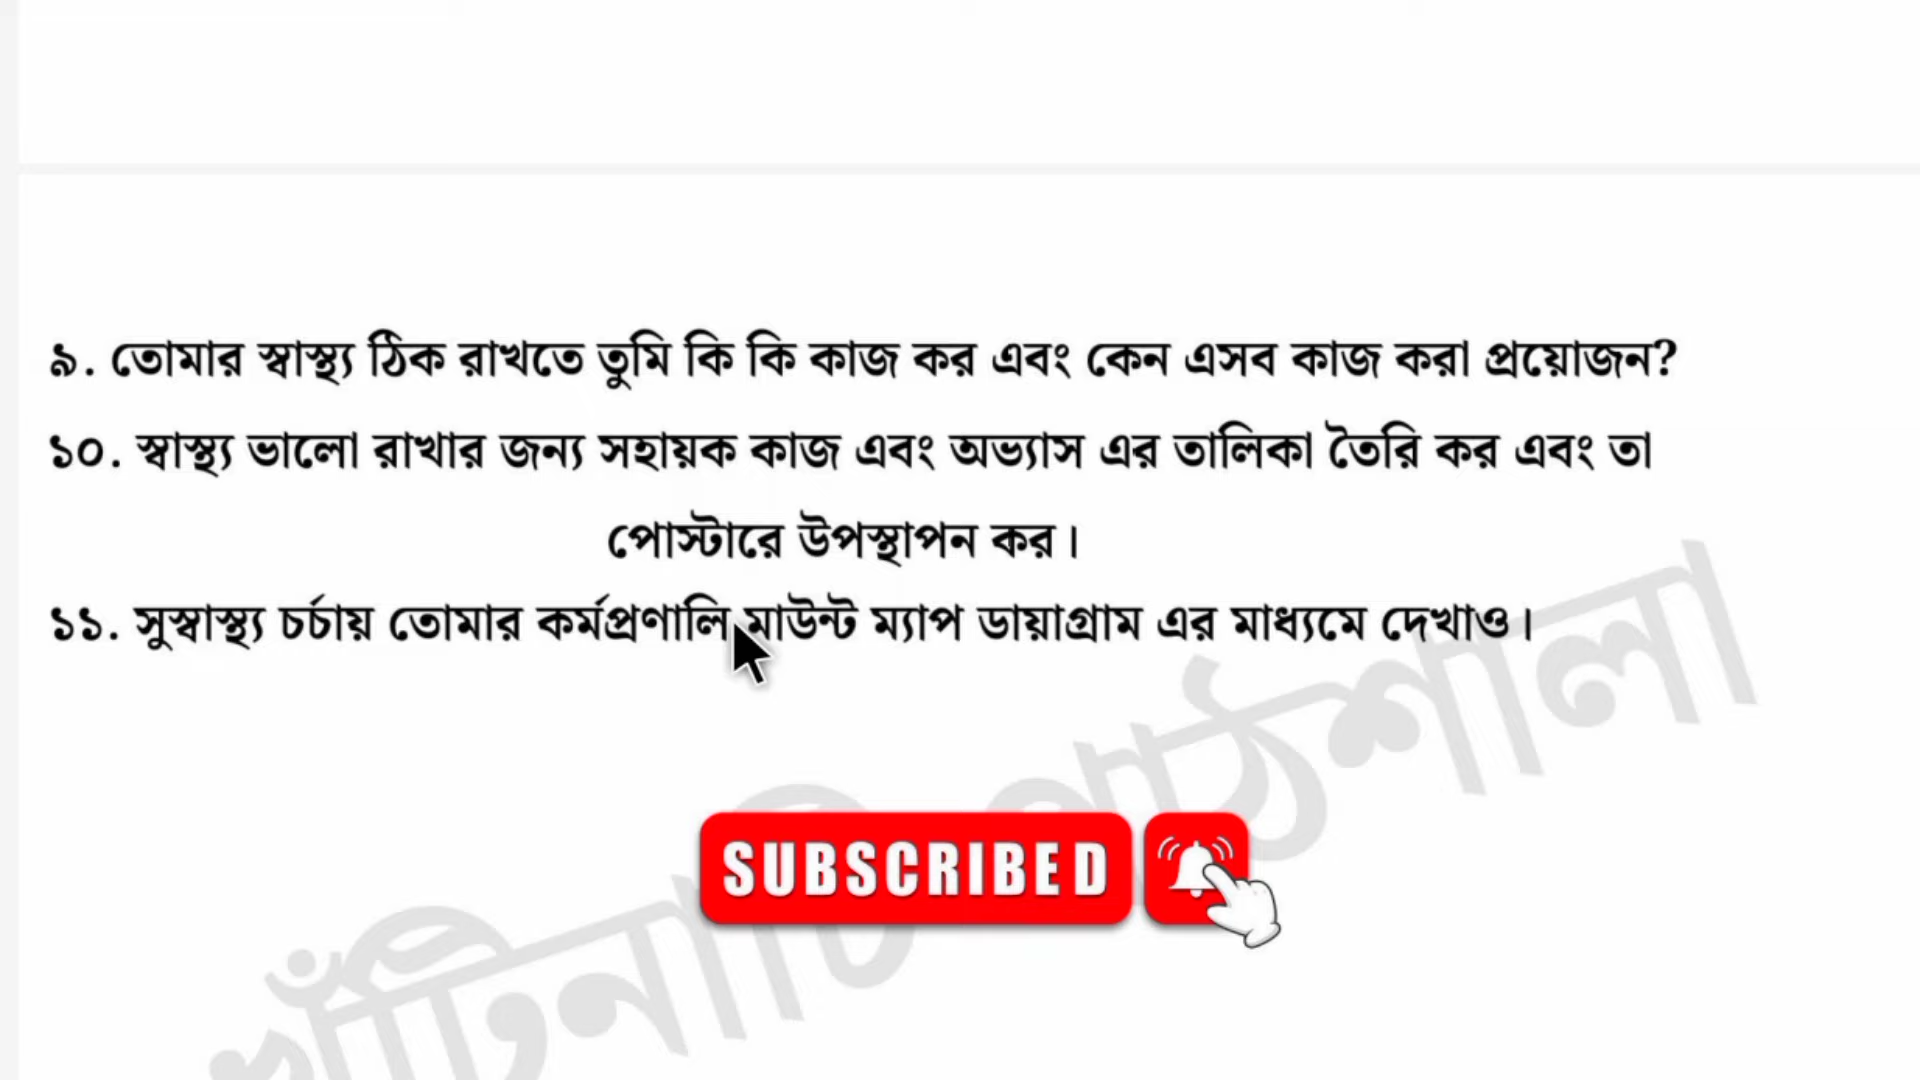 ৯. তোমার স্বাস্থ্য ঠিক রাখতে তুমি কি কি কাজ কর এবং কেন এসব কাজ করা প্রয়োজন?
১০. স্বাস্থ্য ভালো রাখার জন্য সহায়ক কাজ এবং অভ্যাস এর তালিকা তৈরি কর এবং তা
পোস্টারে উপস্থাপন কর।
১১. সুস্বাস্থ্য চর্চায় তোমার কর্মপ্রণালি মাউন্ট ম্যাপ ডায়াগ্রাম এর মাধ্যমে দেখাও।
SUBSCRIBED
খুঁটিনাটি পাঠশালা